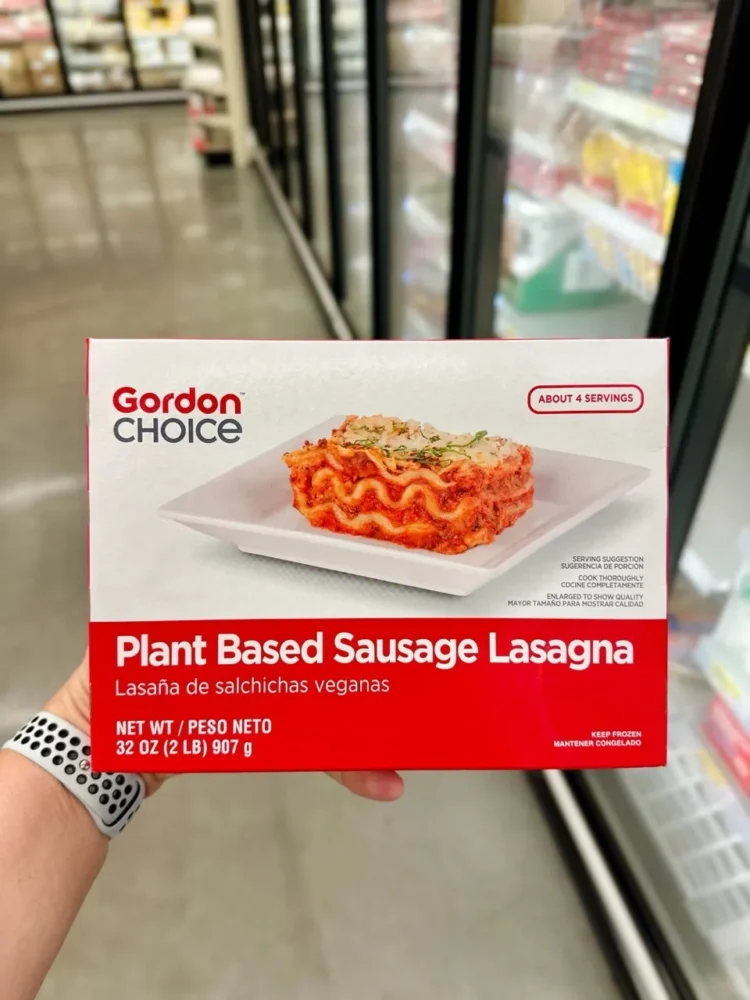 Gordon™
CHOICE
ABOUT 4 SERVINGS
SERVING SUGGESTION
SUGERENCIA DE PORCIÓN
COOK THOROUGHLY
COCINE COMPLETAMENTE
ENLARGED TO SHOW QUALITY
MAYOR TAMAÑO PARA MOSTRAR CALIDAD
Plant Based Sausage Lasagna
Lasaña de salchichas veganas
NET WT / PESO NETO
32 OZ (2 LB) 907 g
KEEP FROZEN
MANTENER CONGELADO